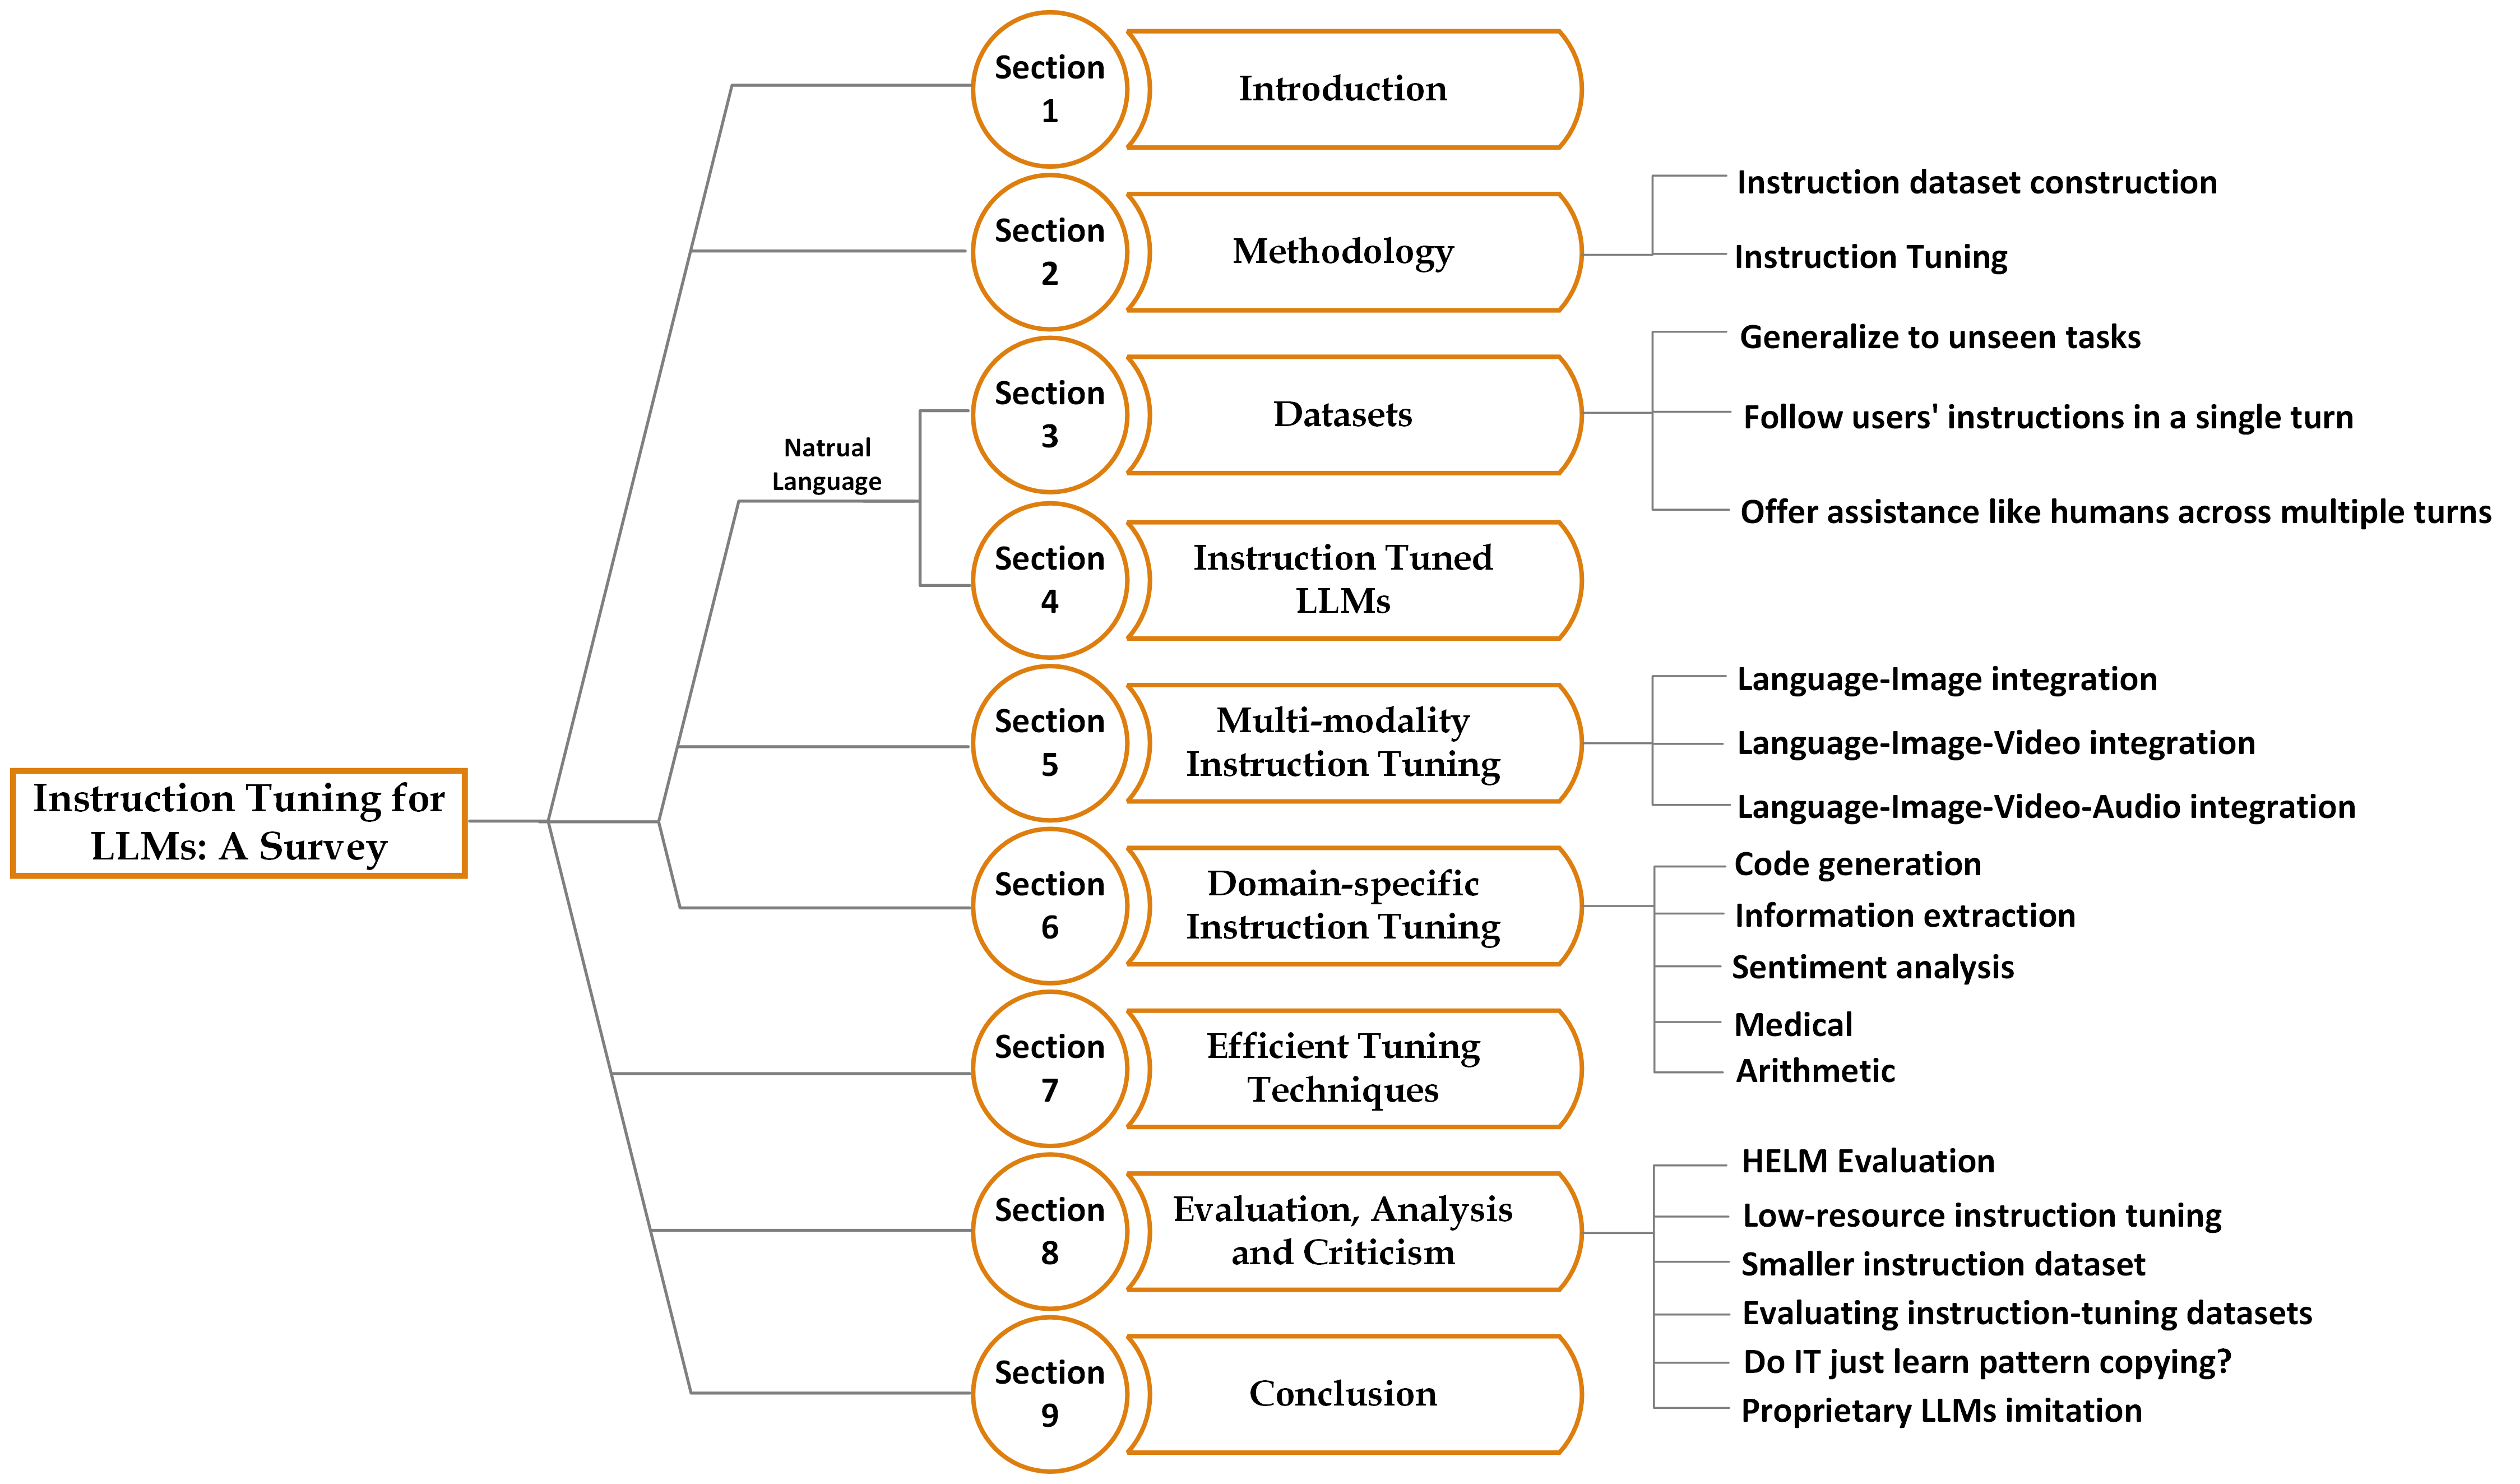 Instruction Tuning for
LLMs: A Survey
Natrual
Language
Section
1
Introduction
Section
2
Methodology
Instruction dataset construction
Instruction Tuning
Section
3
Datasets
Generalize to unseen tasks
Follow users' instructions in a single turn
Offer assistance like humans across multiple turns
Section
4
Instruction Tuned
LLMs
Section
5
Multi-modality
Instruction Tuning
Language-Image integration
Language-Image-Video integration
Language-Image-Video-Audio integration
Section
6
Domain-specific
Instruction Tuning
Code generation
Information extraction
Sentiment analysis
Medical
Arithmetic
Section
7
Efficient Tuning
Techniques
Section
8
Evaluation, Analysis
and Criticism
HELM Evaluation
Low-resource instruction tuning
Smaller instruction dataset
Evaluating instruction-tuning datasets
Do IT just learn pattern copying?
Proprietary LLMs imitation
Section
9
Conclusion